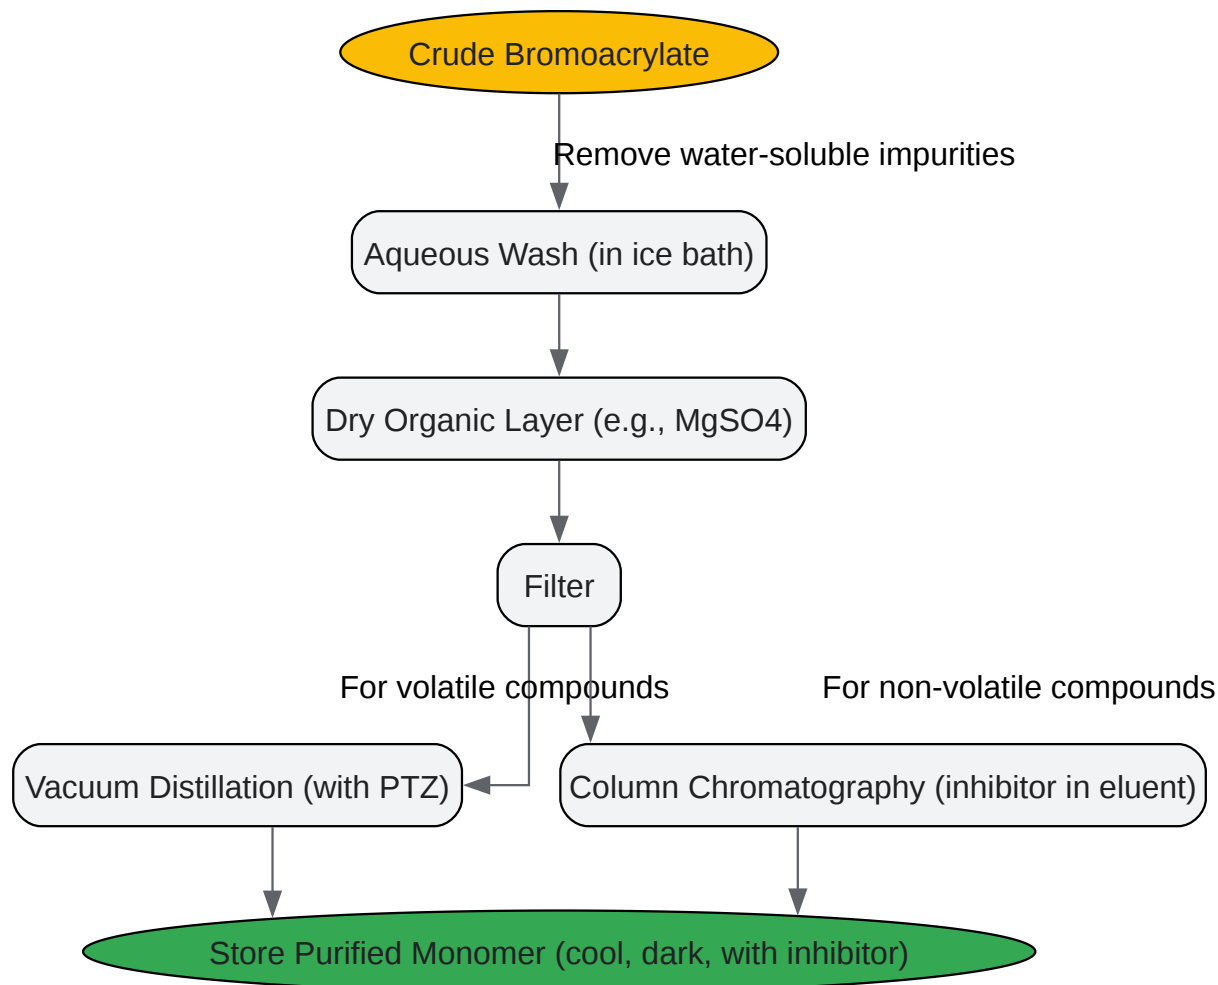 Crude Bromoacrylate
Remove water-soluble impurities
Aqueous Wash (in ice bath)
Dry Organic Layer (e.g., MgSO4)
Filter
For volatile compounds
For non-volatile compounds
Vacuum Distillation (with PTZ)
Column Chromatography (inhibitor in eluent)
Store Purified Monomer (cool, dark, with inhibitor)